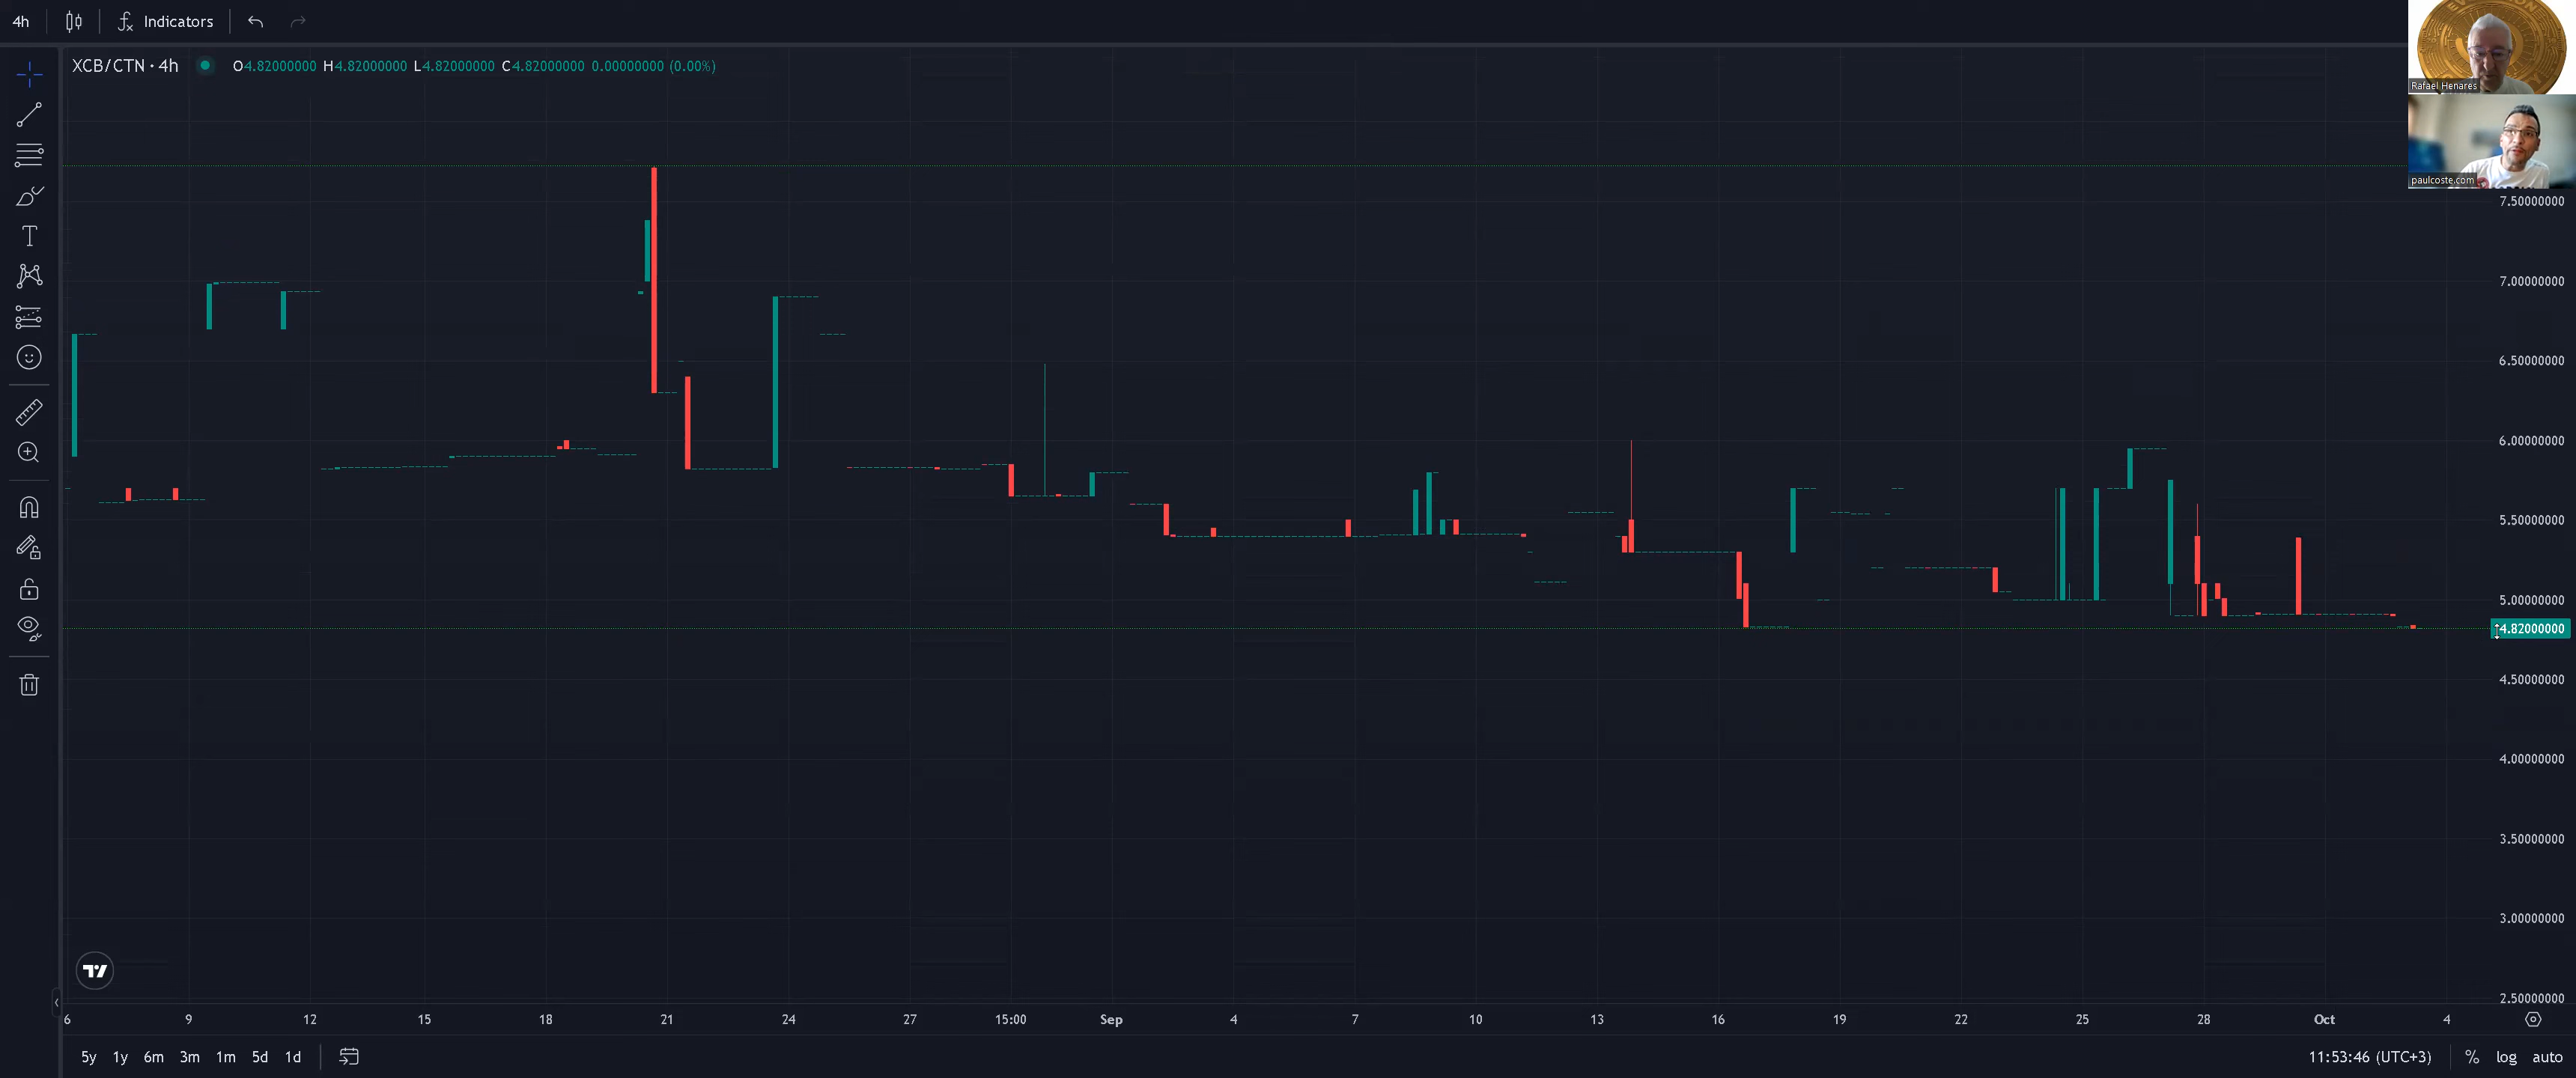 4h Indicators
XCB/CTN · 4h O4.82000000 H4.82000000 L4.82000000 C4.82000000 0.00000000 (0.00%)
Rafael Henares
paulcoste.com
7.50000000
7.00000000
6.50000000
6.00000000
5.50000000
5.00000000
4.82000000
4.50000000
4.00000000
3.50000000
3.00000000
2.50000000
6 9 12 15 18 21 24 27 15:00 Sep 4 7 10 13 16 19 22 25 28 Oct 4
5y 1y 6m 3m 1m 5d 1d 11:53:46 (UTC+3) % log auto